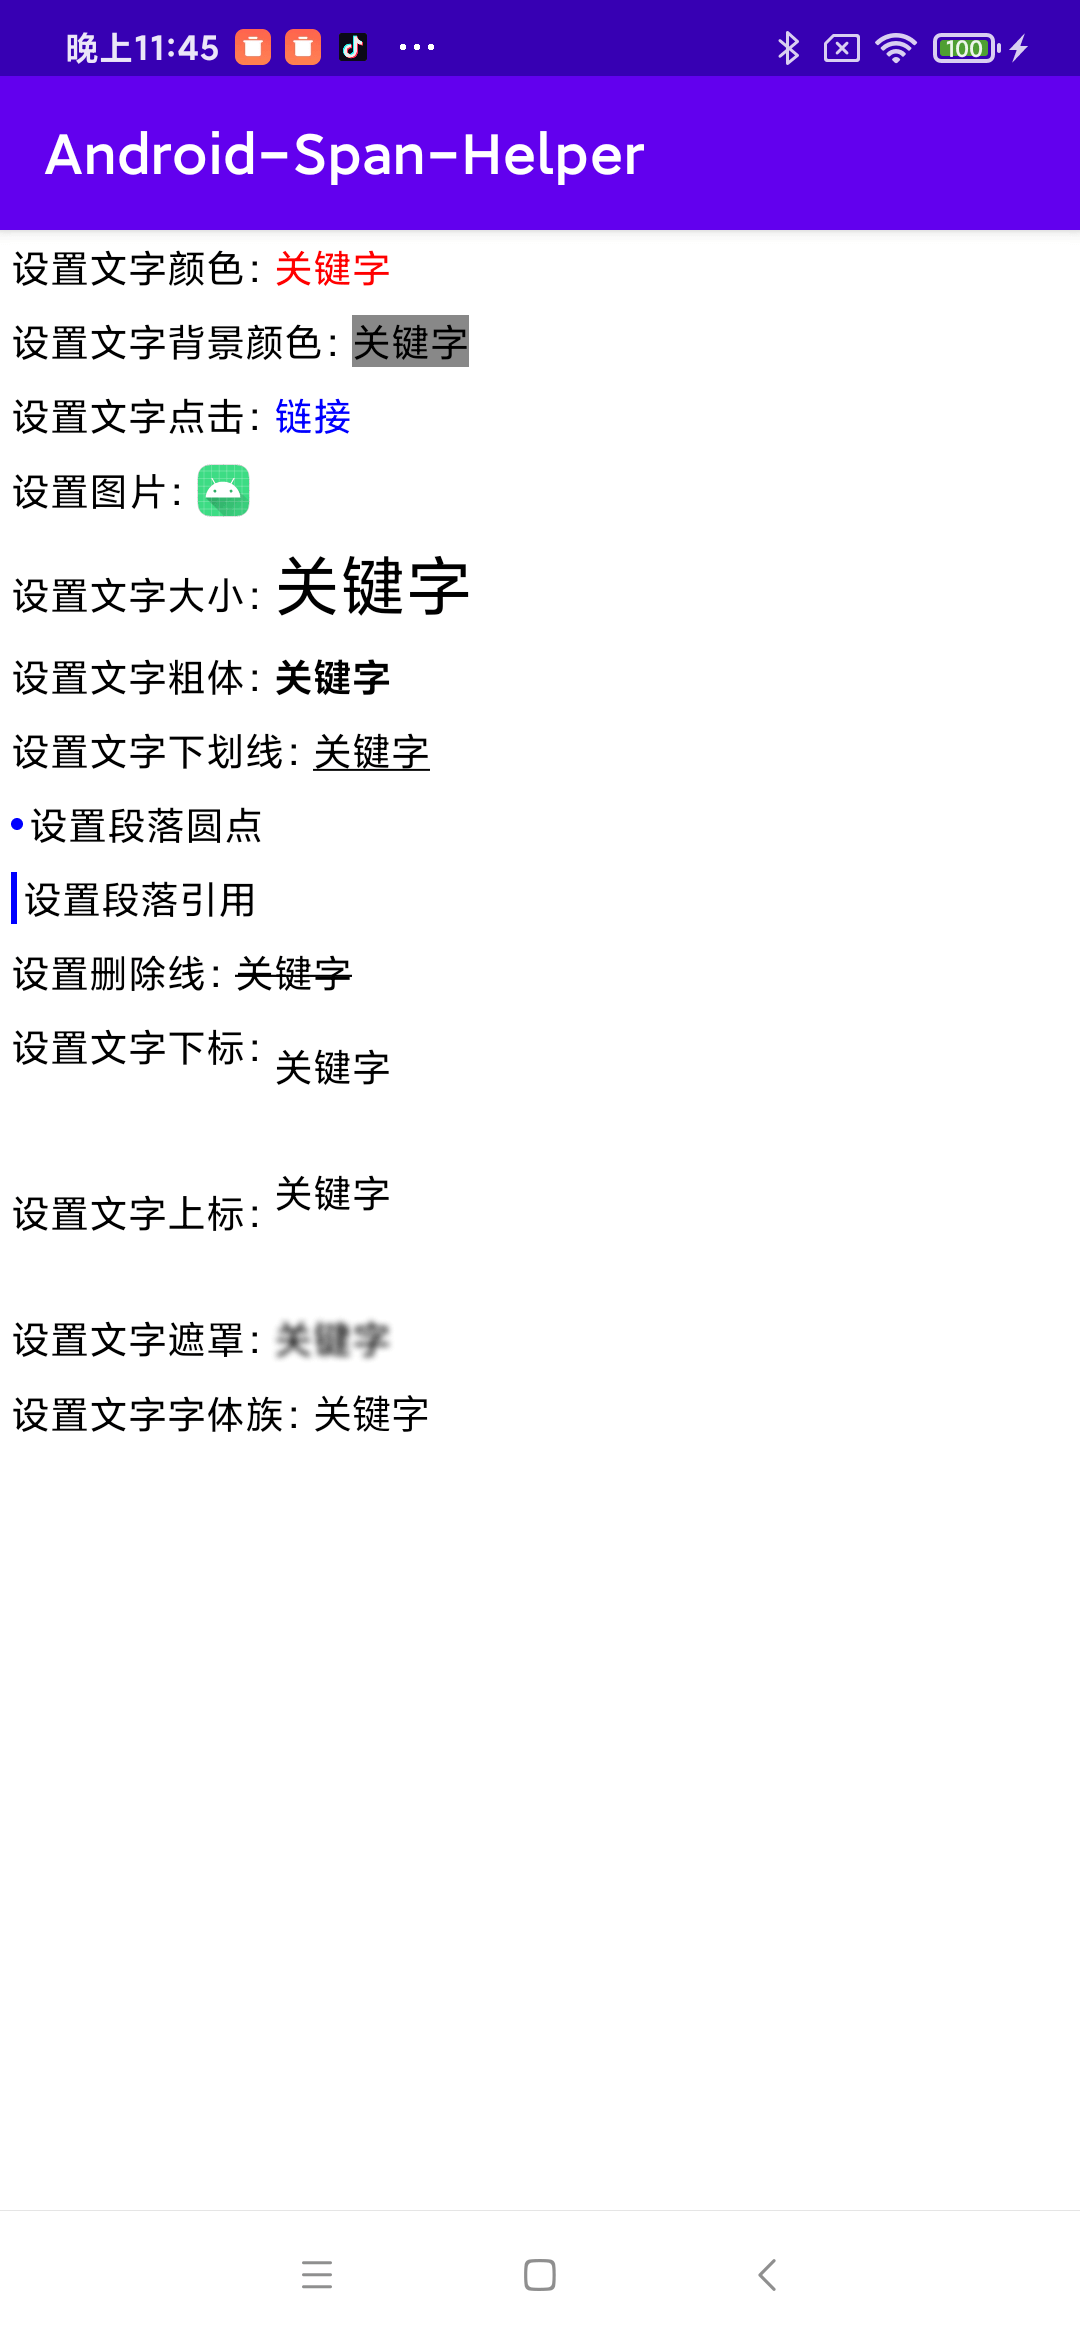 晚上11:45
100
Android-Span-Helper
设置文字颜色：关键字
设置文字背景颜色：关键字
设置文字点击：链接
设置图片：
设置文字大小：关键字
设置文字粗体：关键字
设置文字下划线：关键字
设置段落圆点
设置段落引用
设置删除线：关键字
设置文字下标：关键字
设置文字上标：关键字
设置文字遮罩：关键字
设置文字字体族：关键字